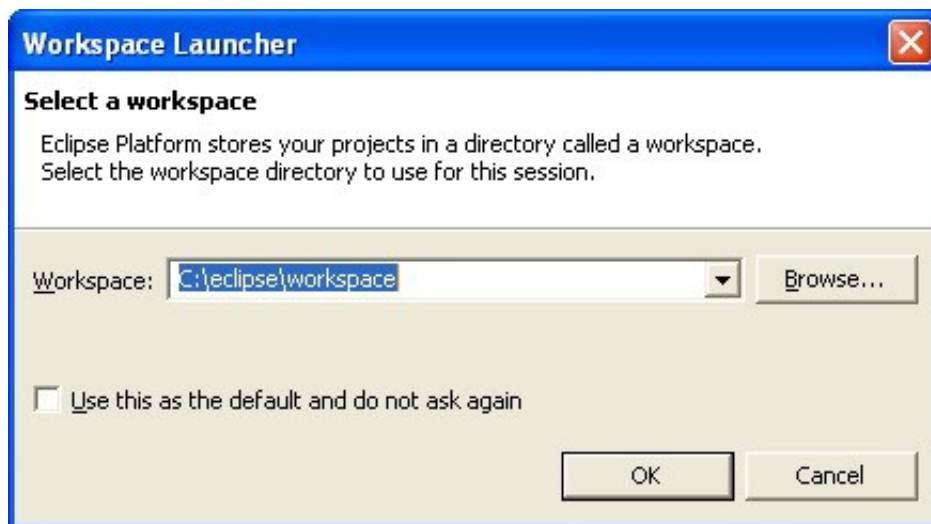 Workspace Launcher
Select a workspace
Eclipse Platform stores your projects in a directory called a workspace.
Select the workspace directory to use for this session.
Workspace: C:\eclipse\workspace Browse...
Use this as the default and do not ask again
OK Cancel